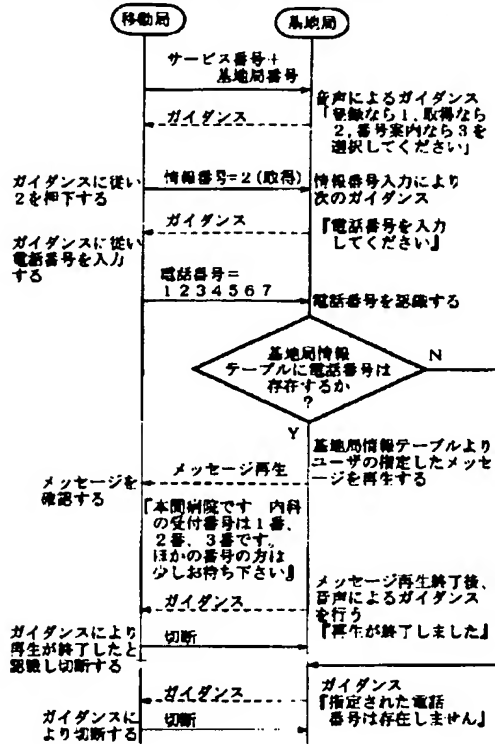 移動局
基地局
サービス番号+
基地局番号
音声によるガイダンス
「登録なら1、取得なら
2、番号案内なら3を
選択してください」
ガイダンス
ガイダンスに従い
2を押下する
情報番号=2(取得)
情報番号入力により
次のガイダンス
ガイダンス
『電話番号を入力
してください』
ガイダンスに従い
電話番号を入力
する
電話番号=
1234567
電話番号を認識する
基地局情報
テーブルに電話番号は
存在するか
?
N
Y
基地局情報テーブルより
ユーザの指定したメッセ
ージを再生する
メッセージ再生
メッセージを
確認する
『本間病院です 内科
の受付番号は1番、
2番、3番です。
ほかの番号の方は
少しお待ち下さい』
メッセージ再生終了後、
音声によるガイダンス
を行う
『再生が終了しました』
ガイダンス
ガイダンスにより
再生が終了したと
認識し切断する
切断
ガイダンス
『指定された電話
番号は存在しません』
ガイダンス
ガイダンスに
より切断する
切断